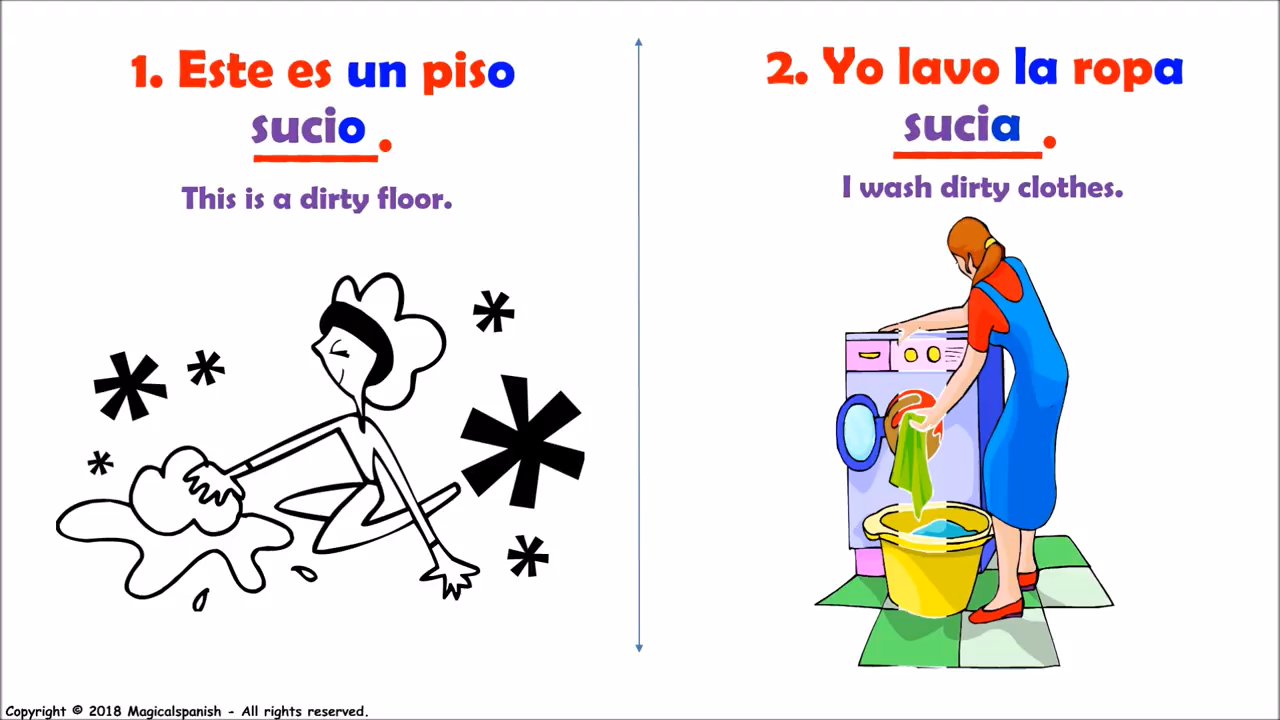 1. Este es un piso
sucio.
This is a dirty floor.
2. Yo lavo la ropa
sucia.
I wash dirty clothes.
Copyright © 2018 Magicalspanish - All rights reserved.